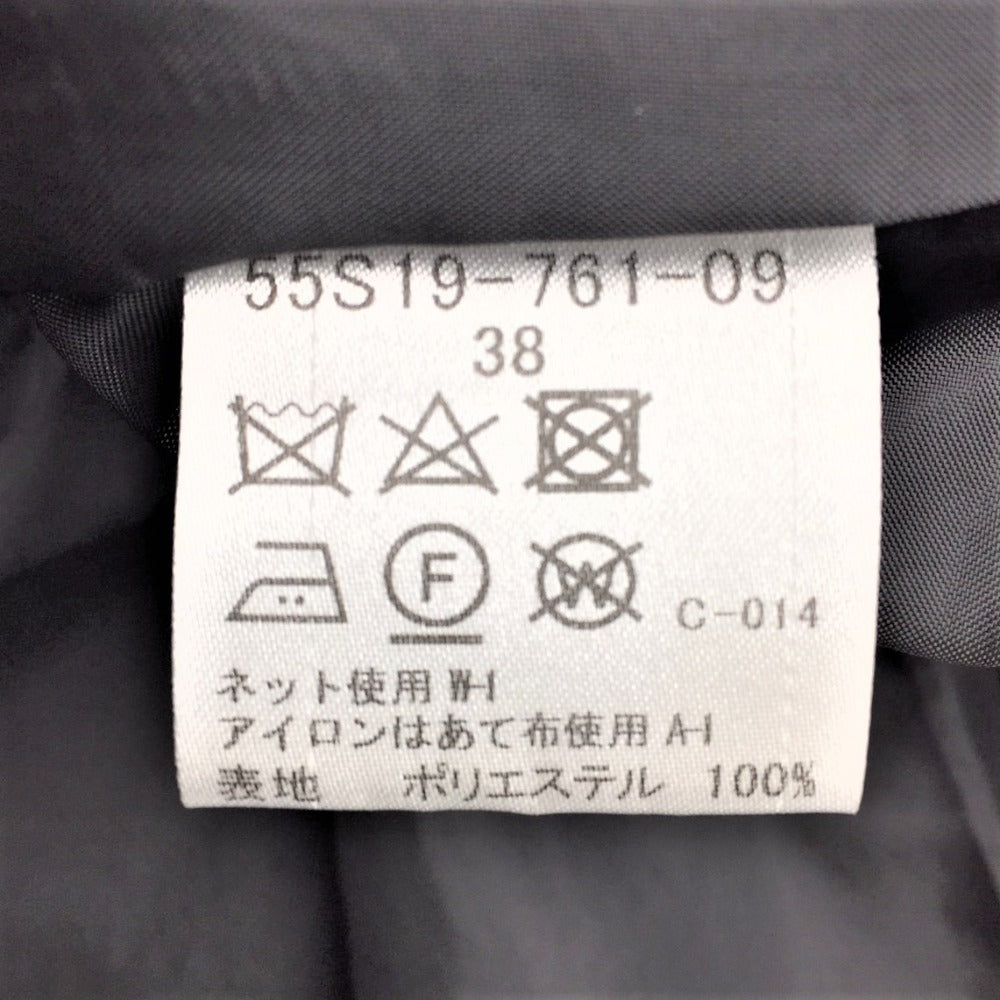 55S19-761-09
38
F W C-014
ネット使用 W-I
アイロンはあて布使用 A-I
表地 ポリエステル 100%